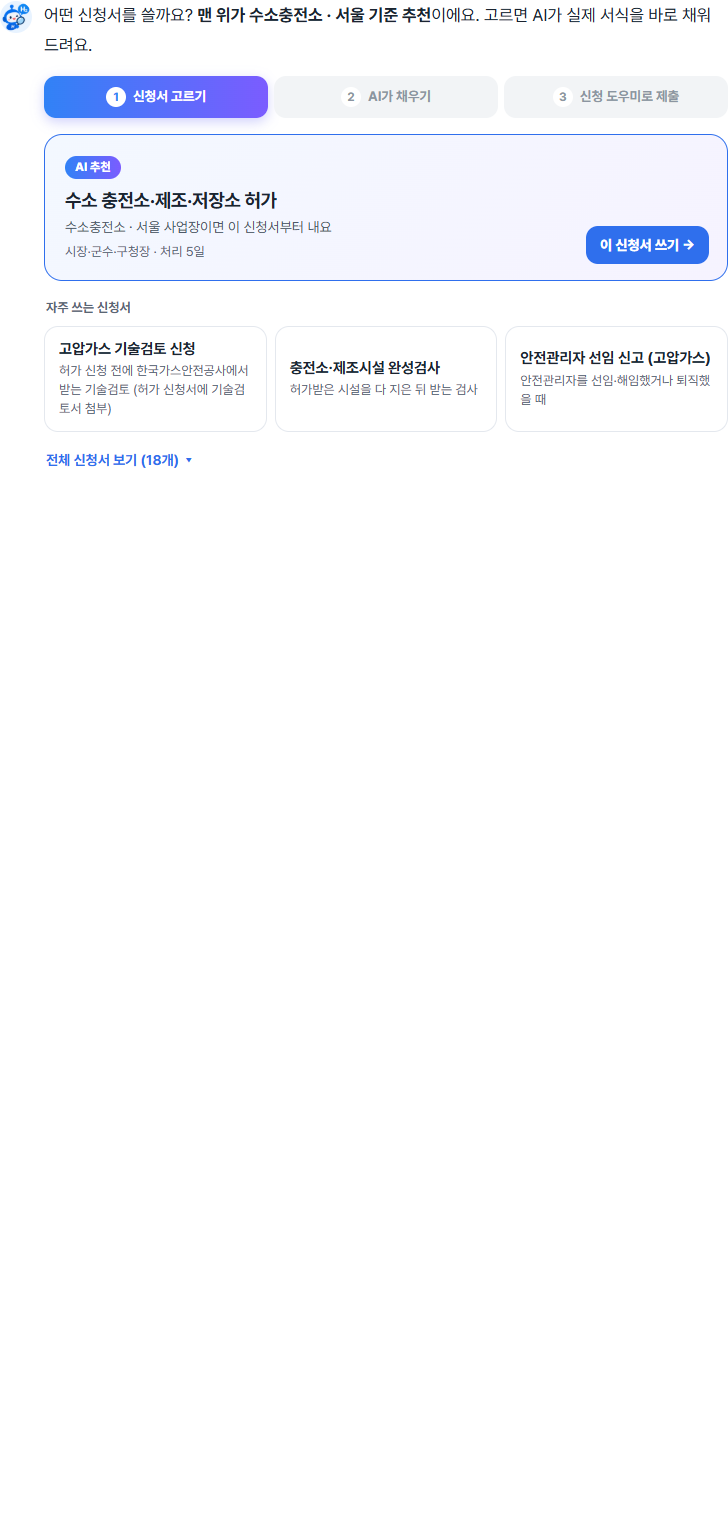 어떤 신청서를 쓸까요? 맨 위가 수소충전소 · 서울 기준 추천이에요. 고르면 AI가 실제 서식을 바로 채워
드려요.
1 신청서 고르기
2 AI가 채우기
3 신청 도우미로 제출
AI 추천
수소 충전소·제조·저장소 허가
수소충전소 · 서울 사업장이면 이 신청서부터 내요
시장·군수·구청장 · 처리 5일
이 신청서 쓰기 →
자주 쓰는 신청서
고압가스 기술검토 신청
허가 신청 전에 한국가스안전공사에서
받는 기술검토 (허가 신청서에 기술검
토서 첨부)
충전소·제조시설 완성검사
허가받은 시설을 다 지은 뒤 받는 검사
안전관리자 선임 신고 (고압가스)
안전관리자를 선임·해임했거나 퇴직했
을 때
전체 신청서 보기 (18개) ▾